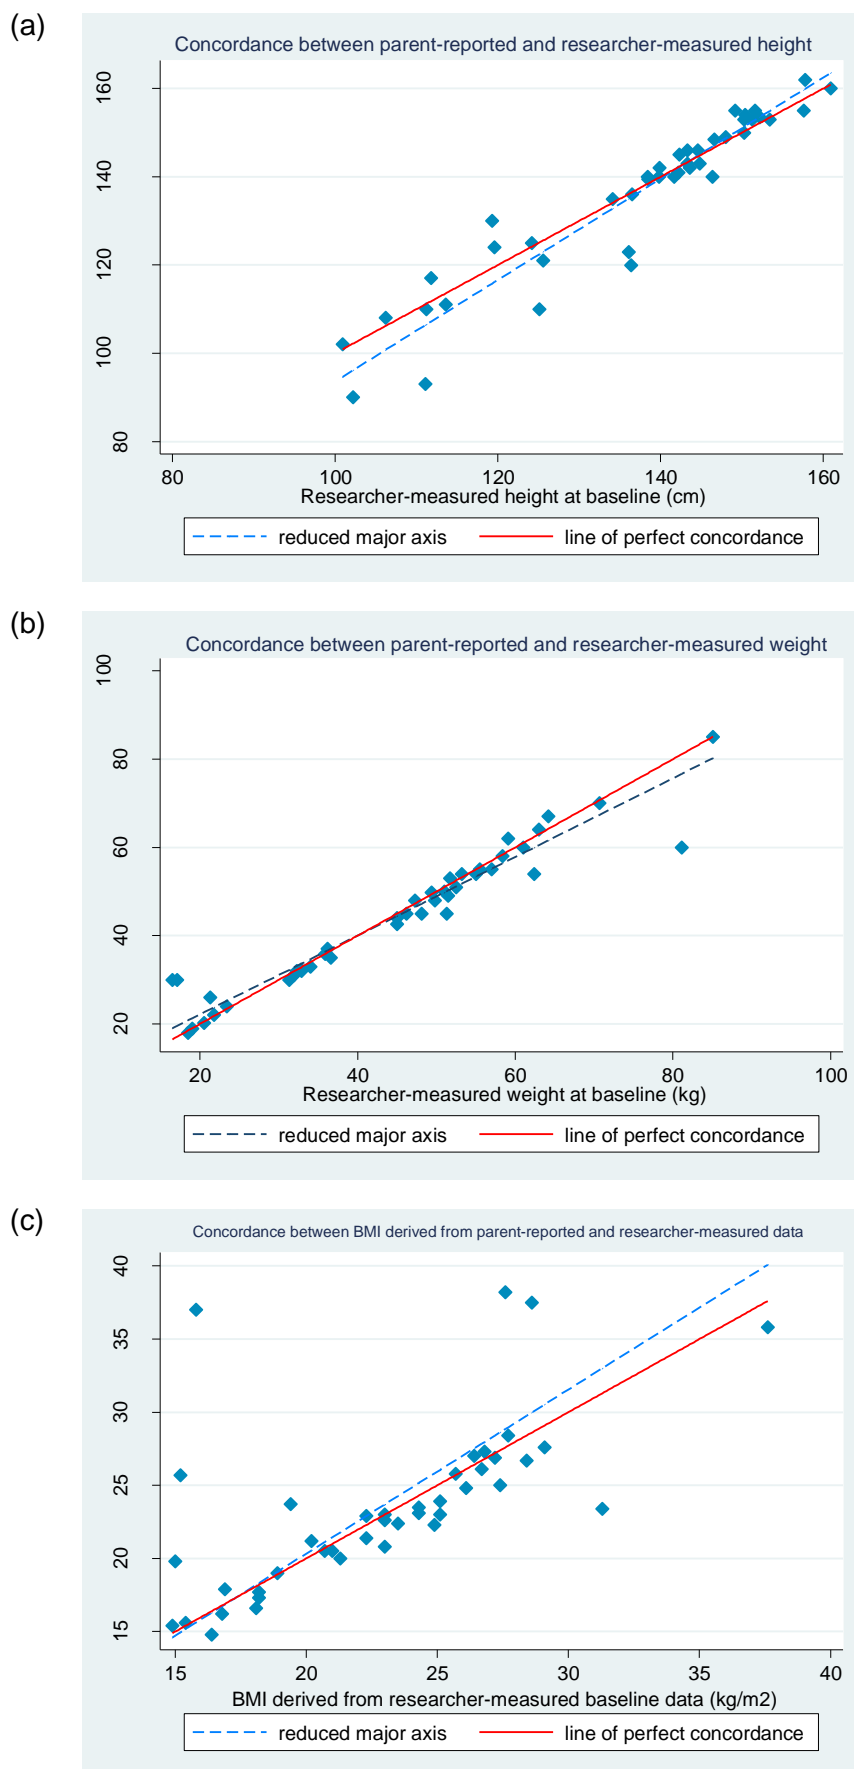 (a)
Concordance between parent-reported and researcher-measured height
160
140
120
100
80
80 100 120 140 160
Researcher-measured height at baseline (cm)
reduced major axis line of perfect concordance
(b)
Concordance between parent-reported and researcher-measured weight
100
80
60
40
20
20 40 60 80 100
Researcher-measured weight at baseline (kg)
reduced major axis line of perfect concordance
(c)
Concordance between BMI derived from parent-reported and researcher-measured data
40
35
30
25
20
15
15 20 25 30 35 40
BMI derived from researcher-measured baseline data (kg/m2)
reduced major axis line of perfect concordance